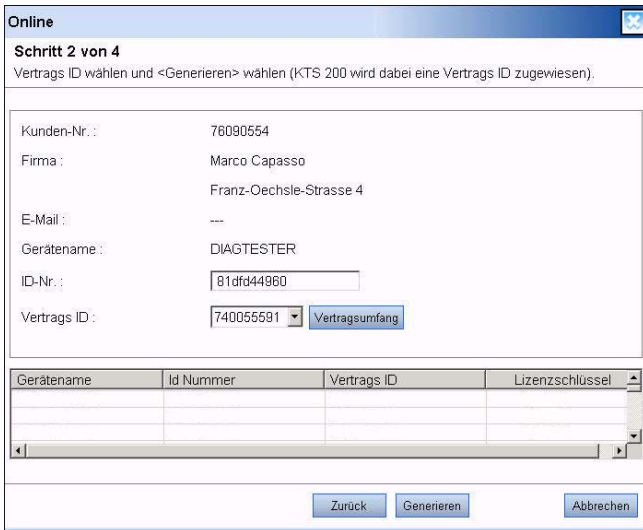 Online
Schritt 2 von 4
Vertrags ID wählen und <Generieren> wählen (KTS 200 wird dabei eine Vertrags ID zugewiesen).
Kunden-Nr. : 76090554
Firma : Marco Capasso
Franz-Oechsle-Strasse 4
E-Mail : ---
Gerätename : DIAGTESTER
ID-Nr. : 81dfd44960
Vertrags ID : 740055591 Vertragsumfang
Gerätename Id Nummer Vertrags ID Lizenzschlüssel
Zurück Generieren Abbrechen